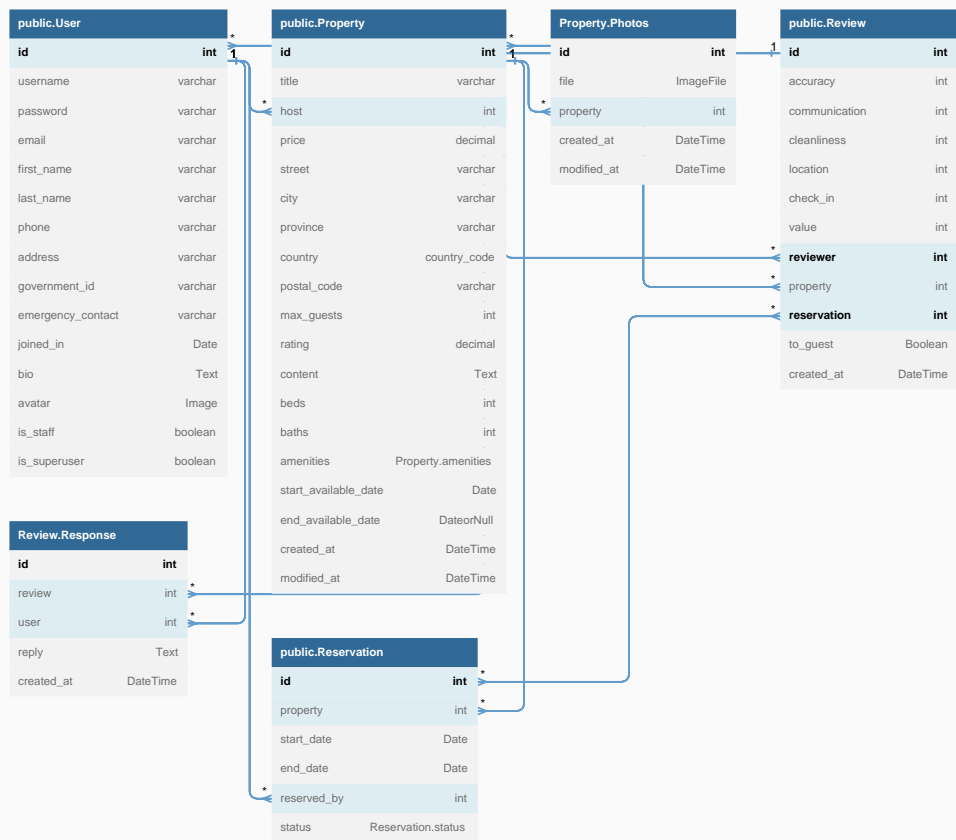 public.User
id int
username varchar
password varchar
email varchar
first_name varchar
last_name varchar
phone varchar
address varchar
government_id varchar
emergency_contact varchar
joined_in Date
bio Text
avatar Image
is_staff boolean
is_superuser boolean
* 1
public.Property
id int
title varchar
* host int
price decimal
street varchar
city varchar
province varchar
country country_code
postal_code varchar
max_guests int
rating decimal
content Text
beds int
baths int
amenities Property.amenities
start_available_date Date
end_available_date DateorNull
created_at DateTime
modified_at DateTime
* 1
Property.Photos
id int
file ImageFile
* property int
created_at DateTime
modified_at DateTime
public.Review
1 id int
accuracy int
communication int
cleanliness int
location int
check_in int
value int
* reviewer int
* property int
* reservation int
to_guest Boolean
created_at DateTime
Review.Response
id int
review int *
user int *
reply Text
created_at DateTime
public.Reservation
id int *
property int *
start_date Date
end_date Date
* reserved_by int
status Reservation.status